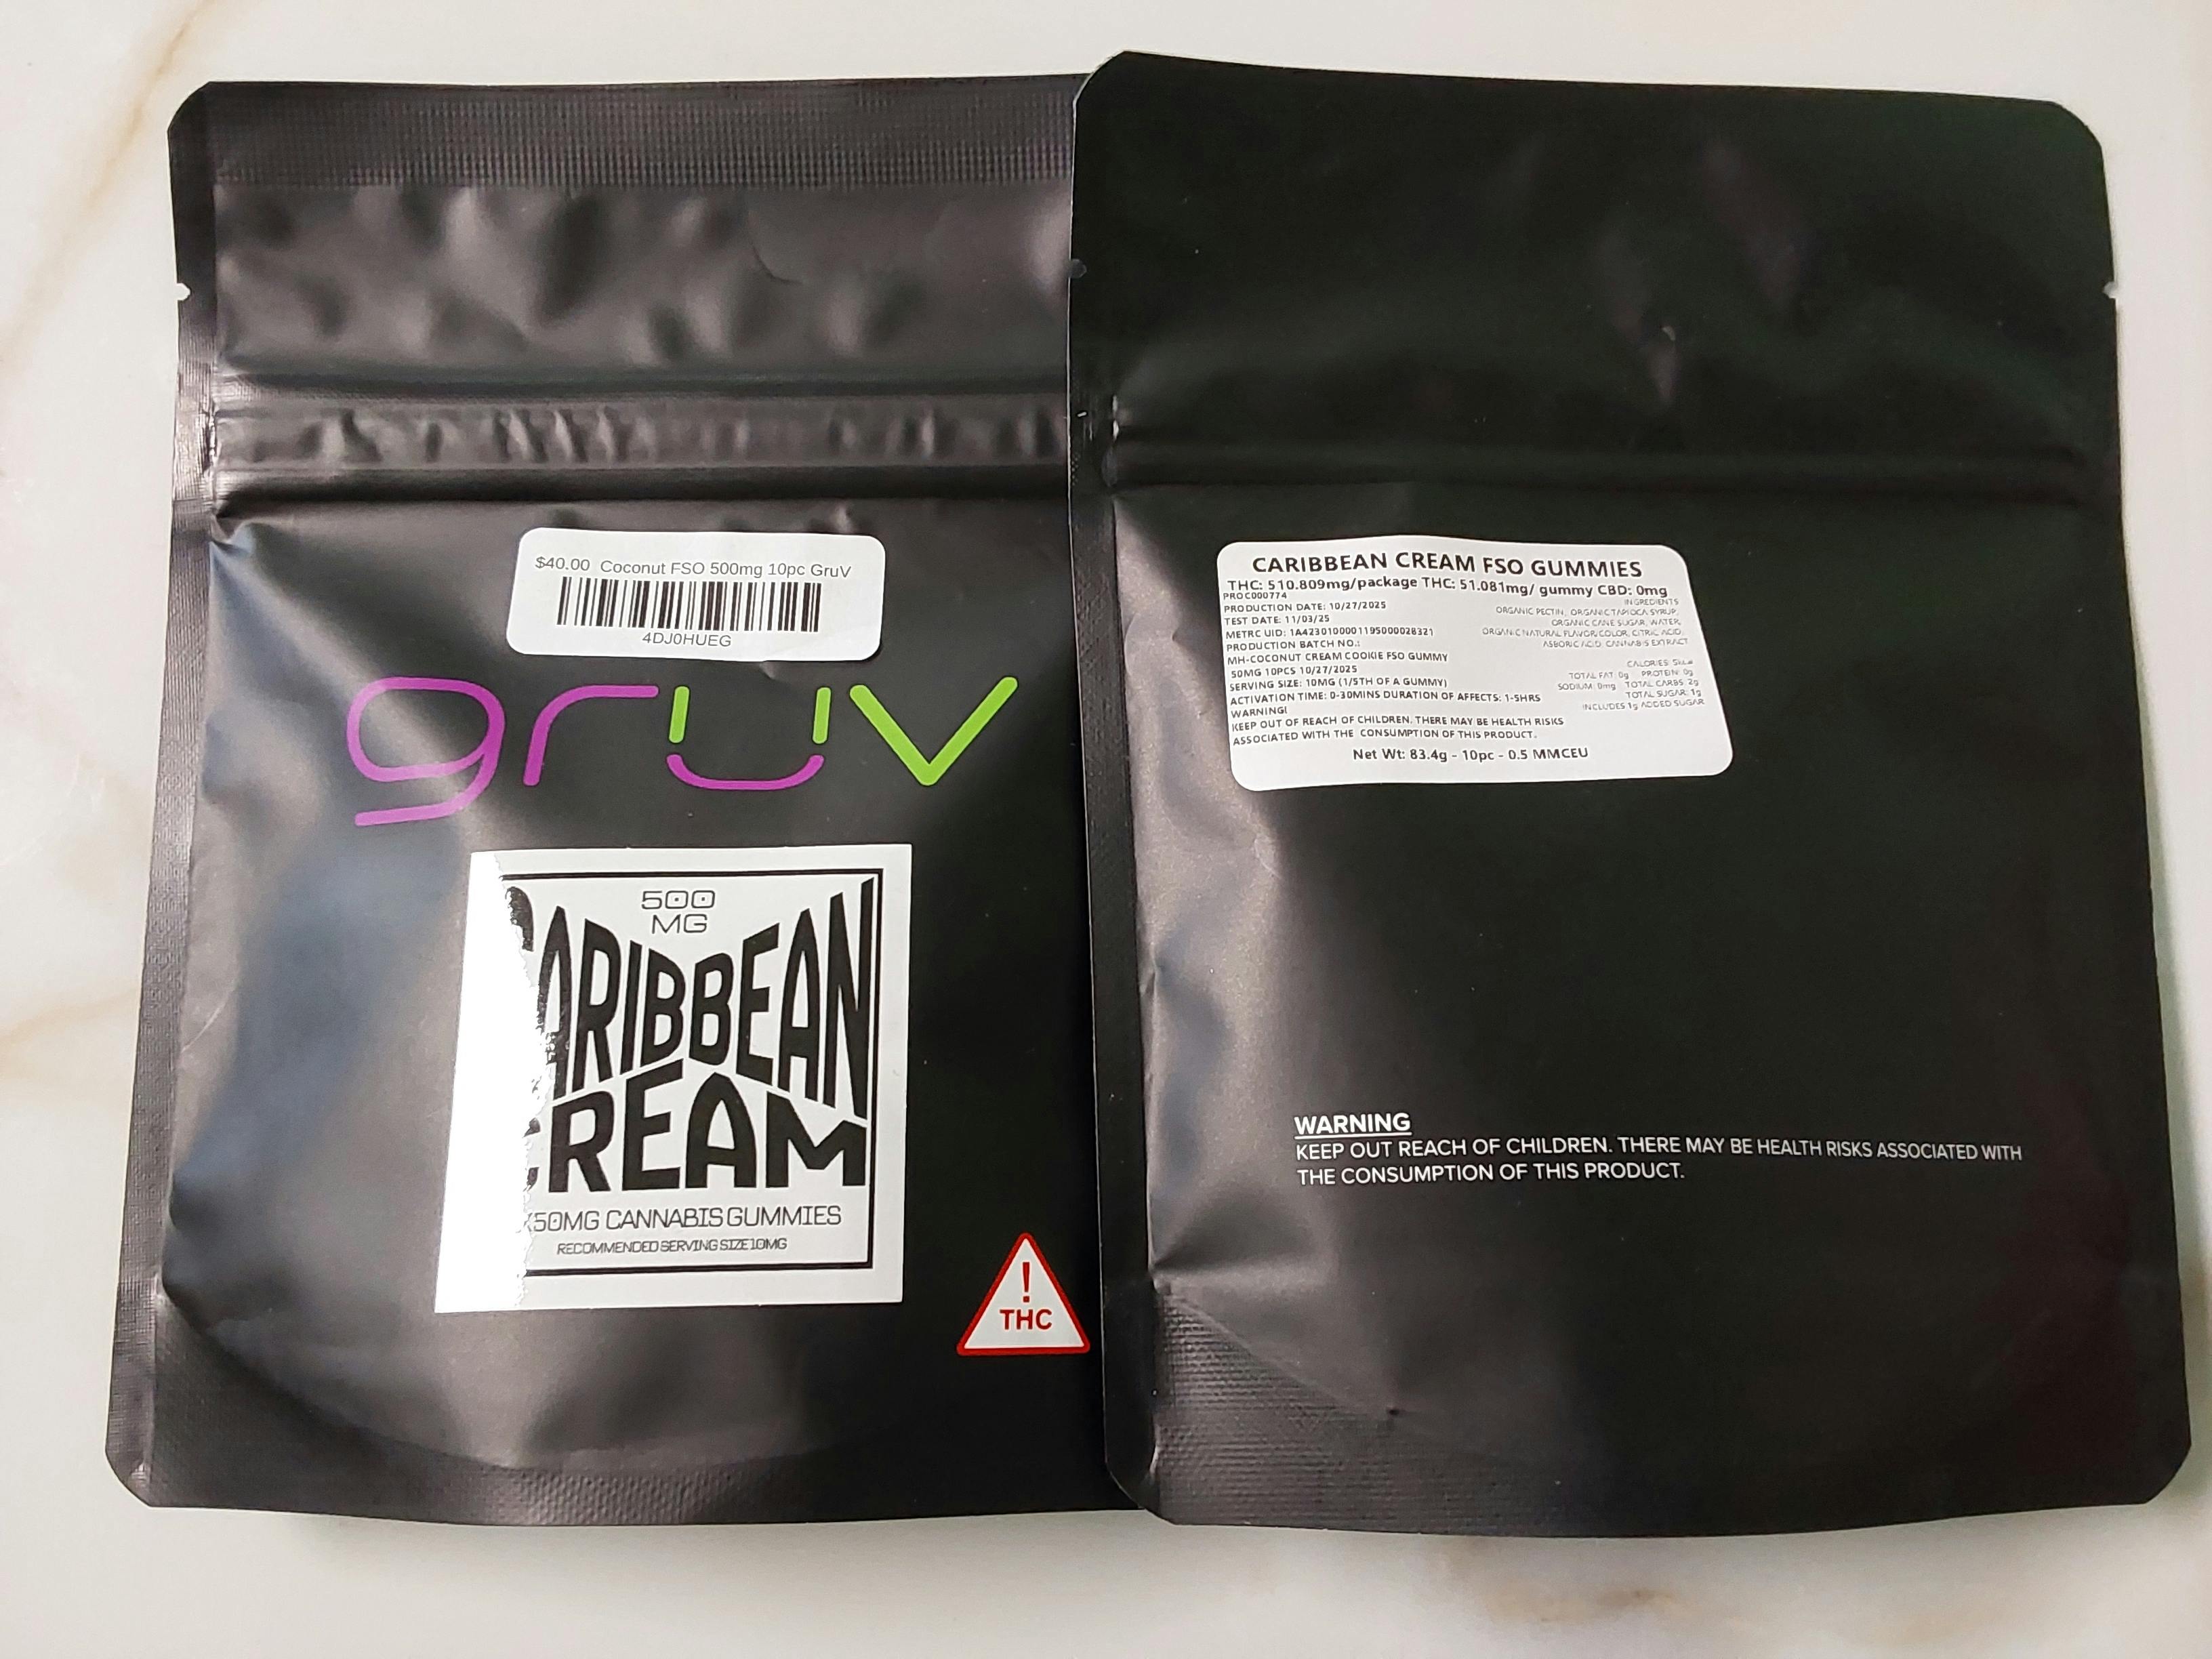 $40.00 Coconut FSO 500mg 10pc GruV
4DJ0HUEG
gruv
500
MG
CARIBBEAN
CREAM
50MG CANNABIS GUMMIES
RECOMMENDED SERVING SIZE 10MG
!
THC
CARIBBEAN CREAM FSO GUMMIES
THC: 510.809mg/package THC: 51.081mg/ gummy CBD: 0mg
PROC000774
PRODUCTION DATE: 10/27/2025
TEST DATE: 11/03/25
METRC UID: 1A4230100001195000028321
PRODUCTION BATCH NO.:
MH-COCONUT CREAM COOKIE FSO GUMMY
50MG 10PCS 10/27/2025
SERVING SIZE: 10MG (1/5TH OF A GUMMY)
ACTIVATION TIME: 0-30MINS DURATION OF AFFECTS: 1-5HRS
WARNING!
KEEP OUT OF REACH OF CHILDREN. THERE MAY BE HEALTH RISKS
ASSOCIATED WITH THE CONSUMPTION OF THIS PRODUCT.
INGREDIENTS
ORGANIC PECTIN, ORGANIC TAPIOCA SYRUP,
ORGANIC CANE SUGAR, WATER,
ORGANIC NATURAL FLAVOR/COLOR, CITRIC ACID,
ASBORIC ACID, CANNABIS EXTRACT
CALORIES:
TOTAL FAT: 0g PROTEIN: 0g
SODIUM: 0mg TOTAL CARBS: 2g
TOTAL SUGAR: 1g
INCLUDES 1g ADDED SUGAR
Net Wt: 83.4g - 10pc - 0.5 MMCEU
WARNING
KEEP OUT REACH OF CHILDREN. THERE MAY BE HEALTH RISKS ASSOCIATED WITH
THE CONSUMPTION OF THIS PRODUCT.